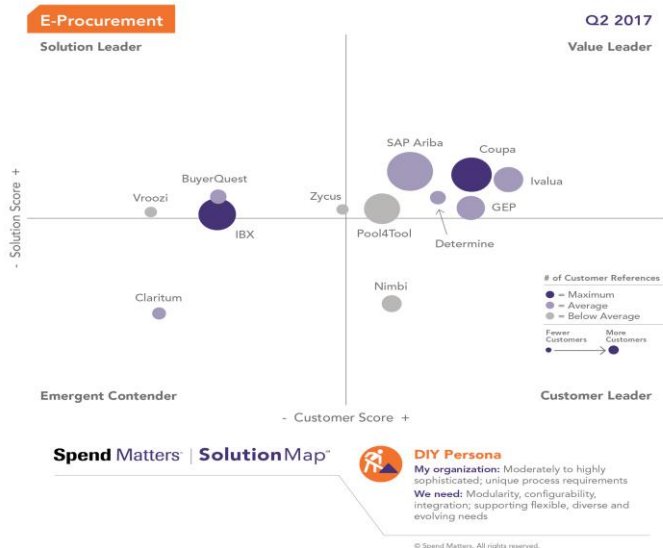 E-Procurement
Q2 2017
Solution Leader
Value Leader
SAP Ariba
Coupa
BuyerQuest
Ivalua
Vroozi
Zycus
GEP
IBX
Pool4Tool
Determine
- Solution Score +
Nimbi
# of Customer References
= Maximum
= Average
= Below Average
Claritum
Fewer Customers
More Customers
Emergent Contender
Customer Leader
- Customer Score +
Spend Matters | SolutionMap™
DIY Persona
My organization: Moderately to highly
sophisticated; unique process requirements
We need: Modularity, configurability,
integration; supporting flexible, diverse and
evolving needs
© Spend Matters. All rights reserved.